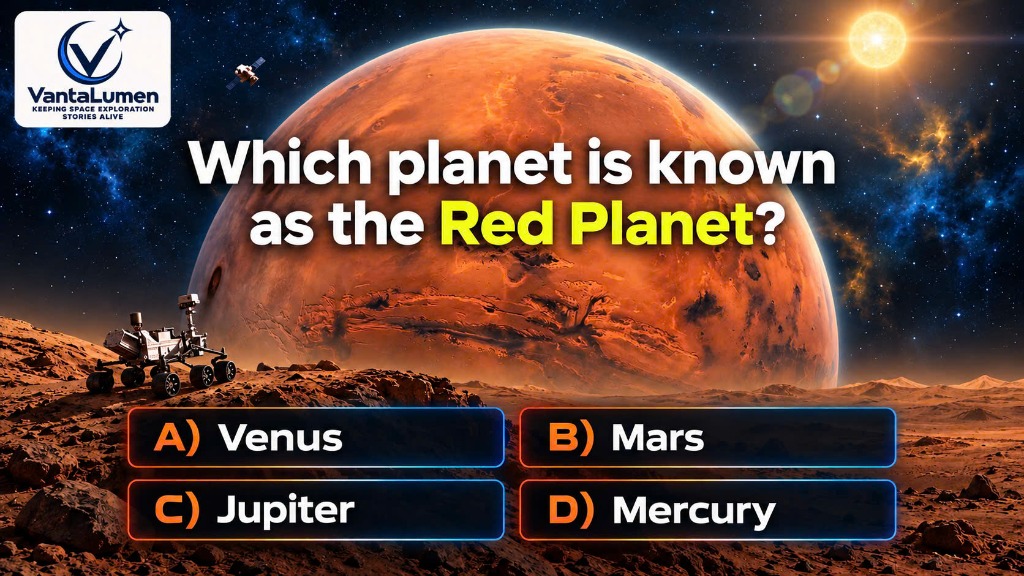 VantaLumen
KEEPING SPACE EXPLORATION
STORIES ALIVE
Which planet is known
as the Red Planet?
A) Venus
B) Mars
C) Jupiter
D) Mercury